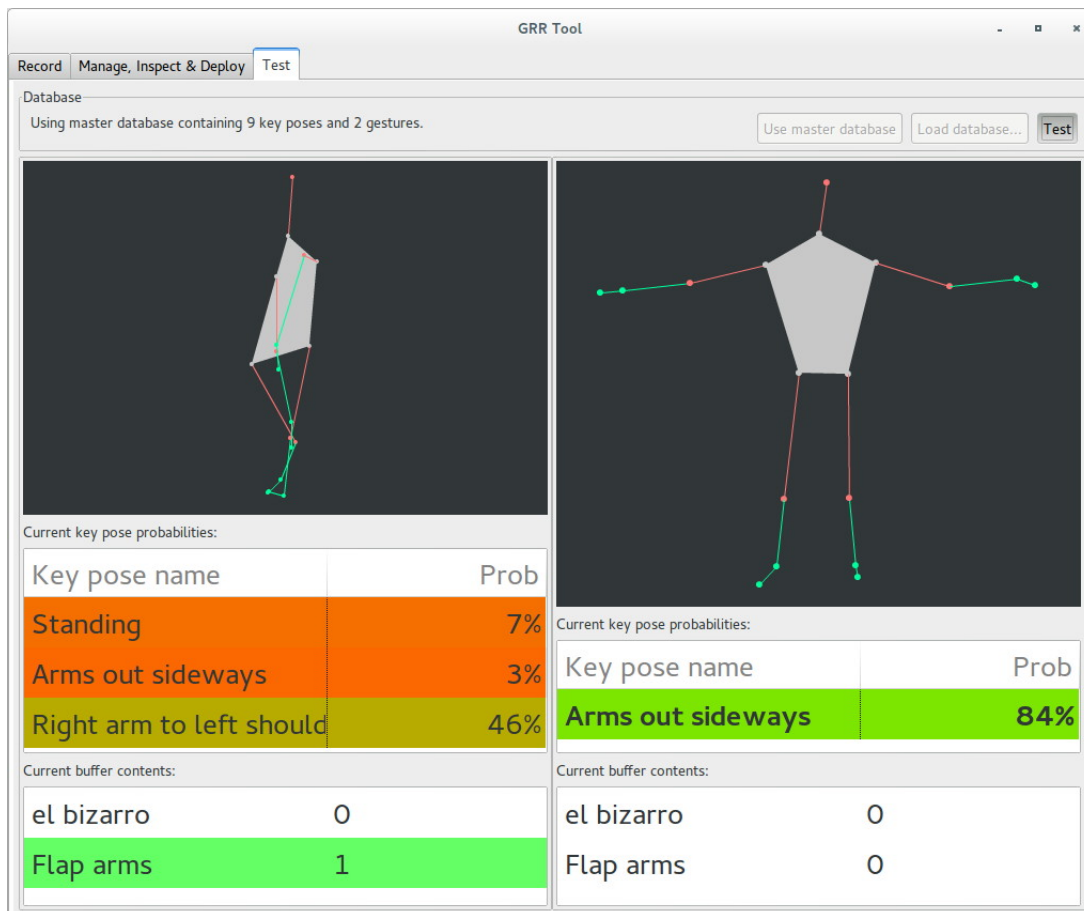 GRR Tool
Record Manage, Inspect & Deploy Test
Database
Using master database containing 9 key poses and 2 gestures.
Use master database Load database... Test
Current key pose probabilities:
Key pose name Prob
Standing 7%
Arms out sideways 3%
Right arm to left should 46%
Current buffer contents:
el bizarro 0
Flap arms 1
Current key pose probabilities:
Key pose name Prob
Arms out sideways 84%
Current buffer contents:
el bizarro 0
Flap arms 0